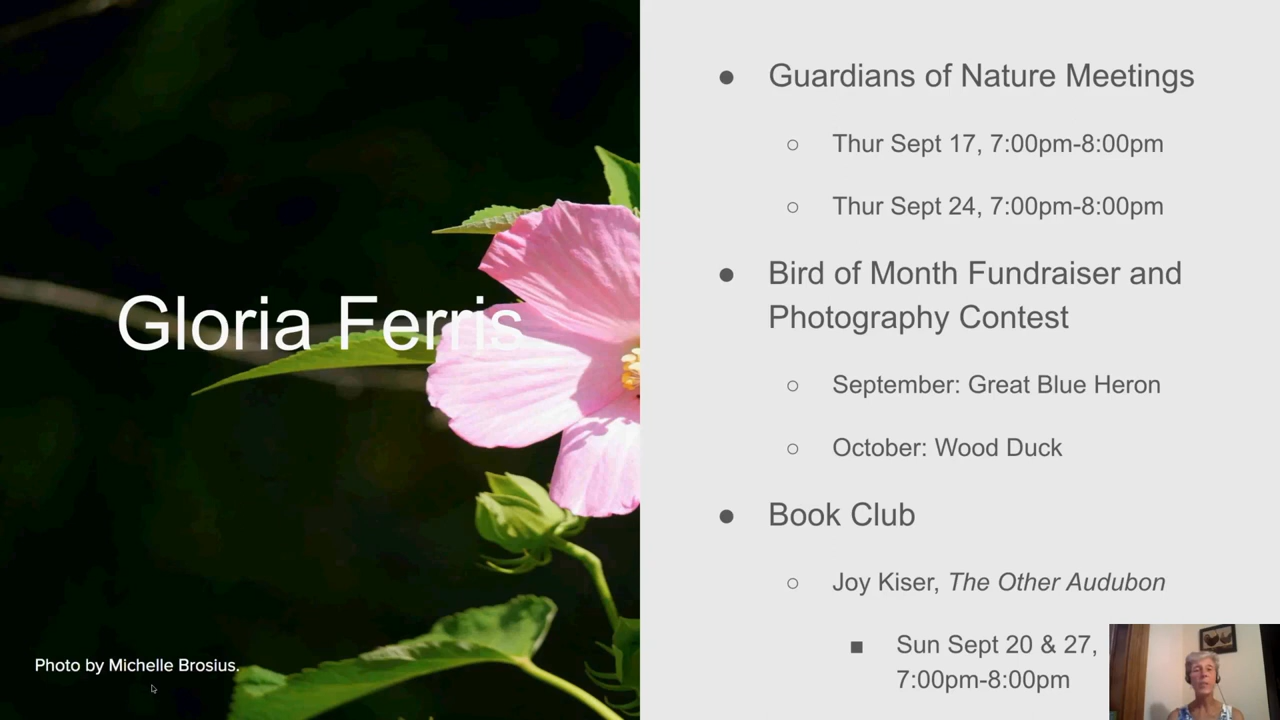 Gloria Ferris
Photo by Michelle Brosius.
● Guardians of Nature Meetings
○ Thur Sept 17, 7:00pm-8:00pm
○ Thur Sept 24, 7:00pm-8:00pm
● Bird of Month Fundraiser and
Photography Contest
○ September: Great Blue Heron
○ October: Wood Duck
● Book Club
○ Joy Kiser, The Other Audubon
■ Sun Sept 20 & 27,
7:00pm-8:00pm